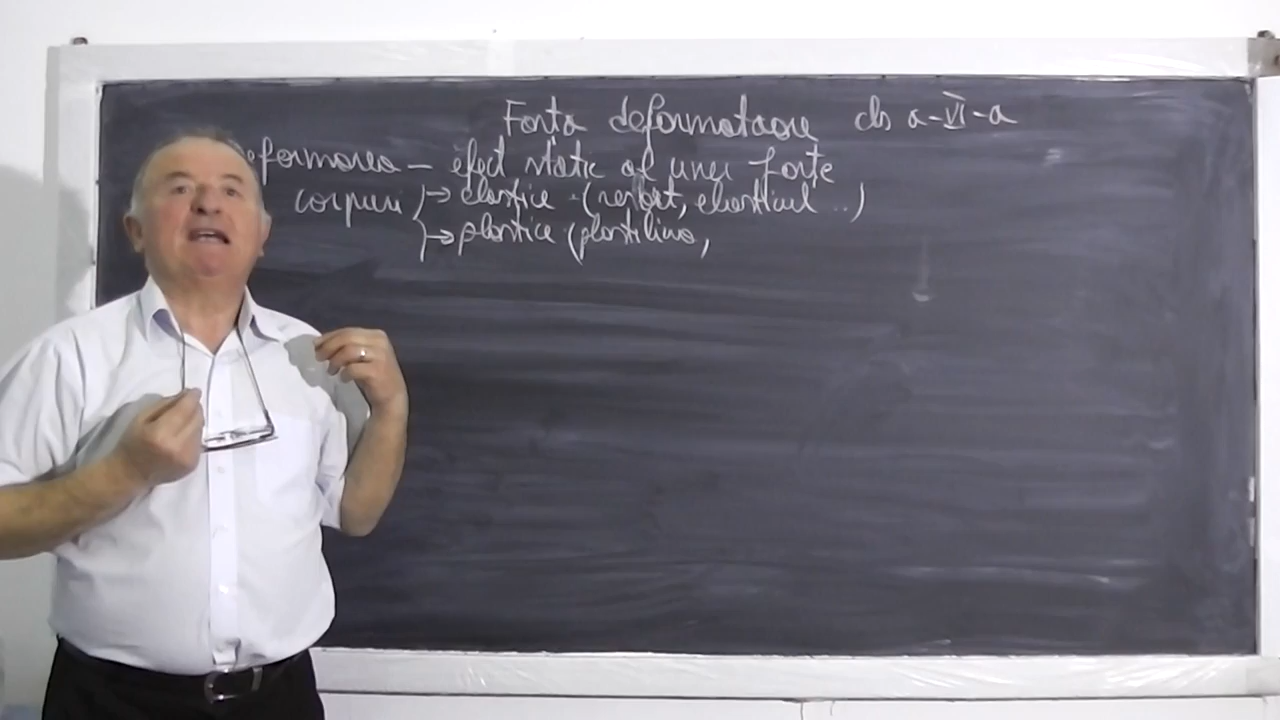 Forța deformatoare cls a-VI-a
eformarea – efect static al unei forțe
corpuri → elastice (resort, elasticul ..)
→ plastice (plastilina,